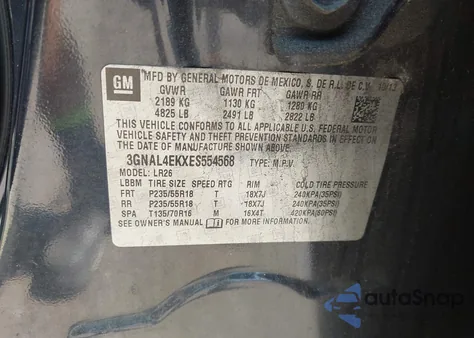 GM
MFD BY GENERAL MOTORS DE MEXICO, S. DE R.L. DE C.V.
GVWR GAWR FRT GAWR RR
2189 KG 1130 KG 1280 KG
4825 LB 2491 LB 2822 LB
THIS VEHICLE CONFORMS TO ALL APPLICABLE U.S. FEDERAL MOTOR
VEHICLE SAFETY AND THEFT PREVENTION STANDARDS IN EFFECT ON
THE DATE OF MANUFACTURE SHOWN ABOVE.
3GNAL4EKXES554568 TYPE: M.P.V.
MODEL: LR26
LBBM TIRE SIZE SPEED RTG RIM COLD TIRE PRESSURE
FRT P235/55R18 T 18X7J 240KPA(35PSI)
RR P235/55R18 T 18X7J 240KPA(35PSI)
SPA T135/70R16 M 16X4T 420KPA(60PSI)
SEE OWNER'S MANUAL FOR MORE INFORMATION.
autoSnap